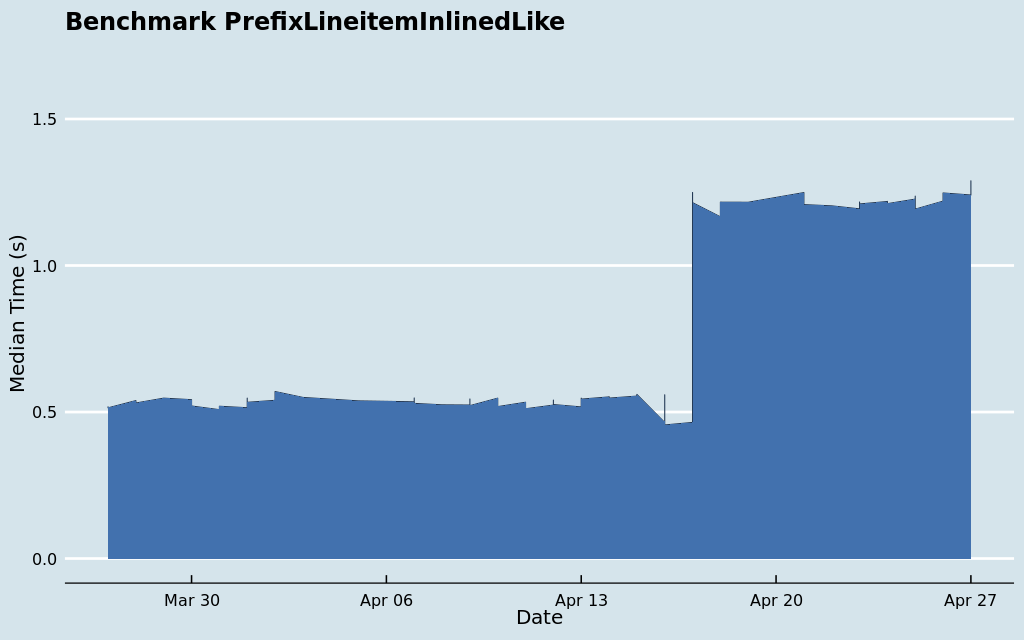 Benchmark PrefixLineitemInlinedLike
Median Time (s)
1.5
1.0
0.5
0.0
Mar 30
Apr 06
Apr 13
Apr 20
Apr 27
Date